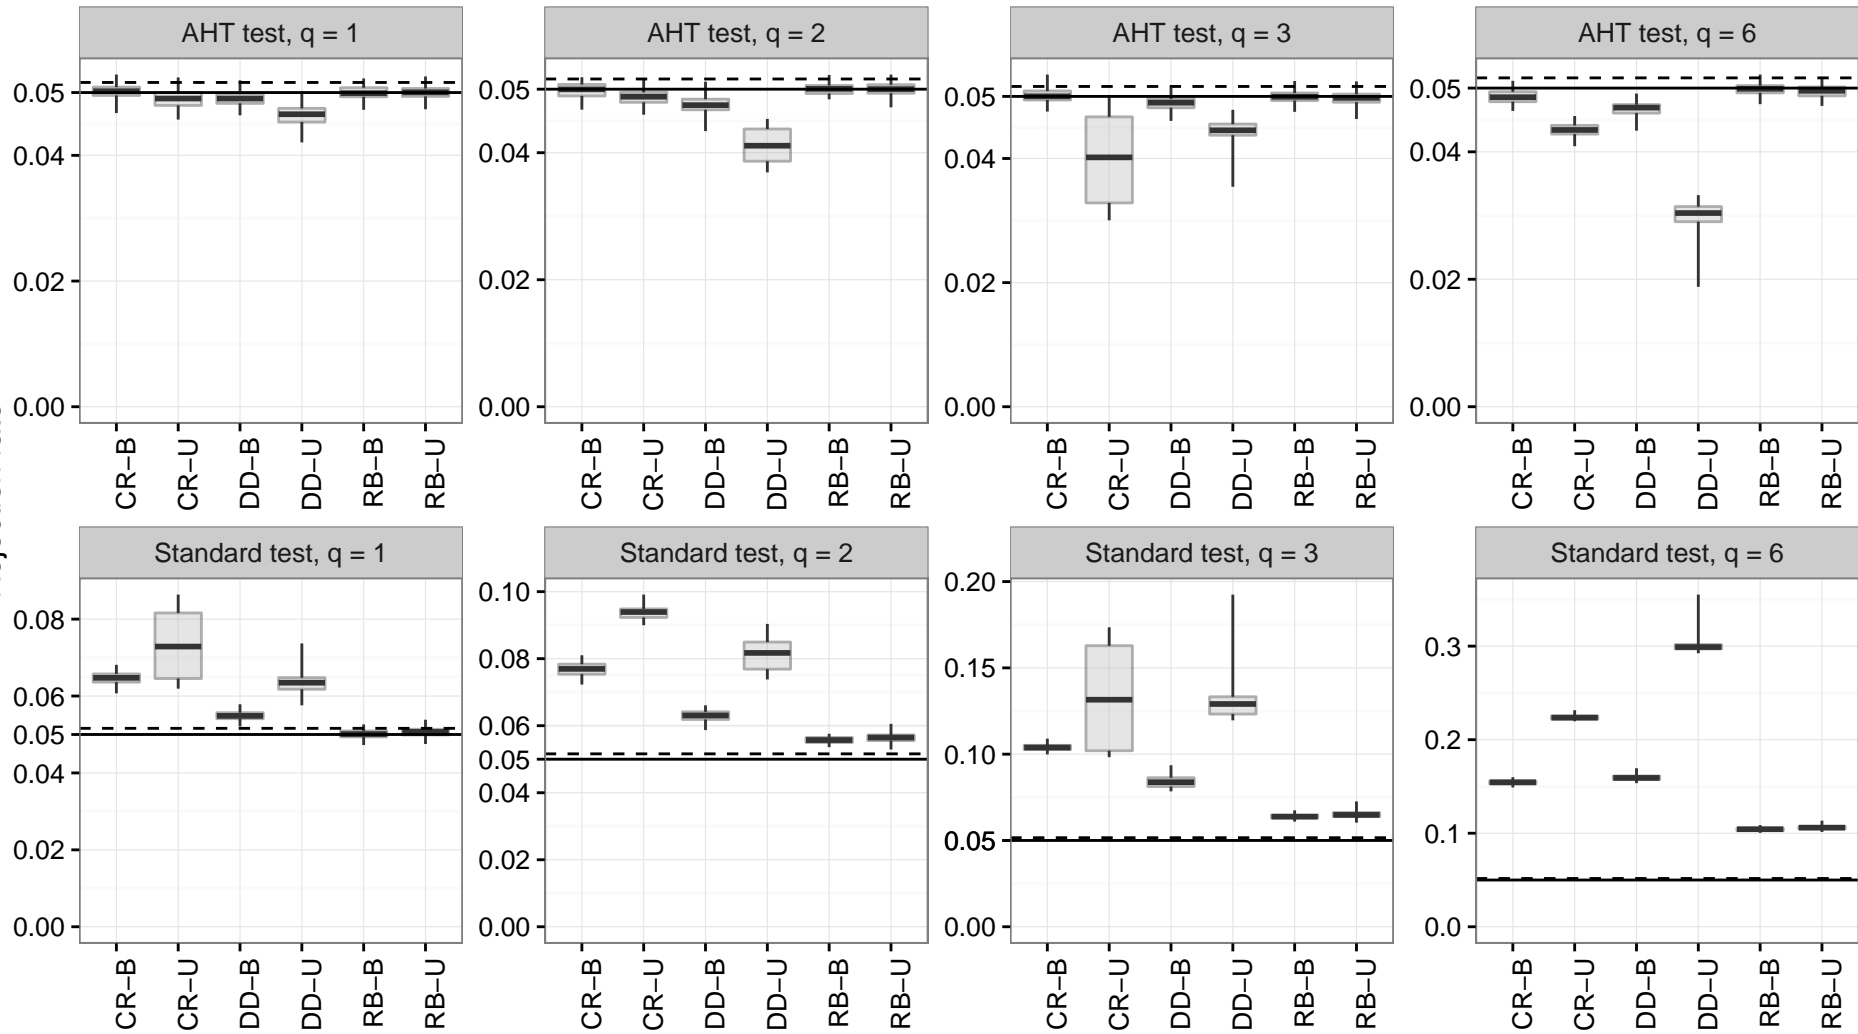 AHT test, q = 1
AHT test, q = 2
AHT test, q = 3
AHT test, q = 6
0.05
0.04
0.02
0.00
0.05
0.04
0.02
0.00
0.05
0.04
0.02
0.00
0.05
0.04
0.02
0.00
CR−B
CR−U
DD−B
DD−U
RB−B
RB−U
CR−B
CR−U
DD−B
DD−U
RB−B
RB−U
CR−B
CR−U
DD−B
DD−U
RB−B
RB−U
CR−B
CR−U
DD−B
DD−U
RB−B
RB−U
Standard test, q = 1
Standard test, q = 2
Standard test, q = 3
Standard test, q = 6
0.08
0.06
0.05
0.04
0.02
0.00
0.10
0.08
0.06
0.05
0.04
0.02
0.00
0.20
0.15
0.10
0.05
0.00
0.3
0.2
0.1
0.0
CR−B
CR−U
DD−B
DD−U
RB−B
RB−U
CR−B
CR−U
DD−B
DD−U
RB−B
RB−U
CR−B
CR−U
DD−B
DD−U
RB−B
RB−U
CR−B
CR−U
DD−B
DD−U
RB−B
RB−U